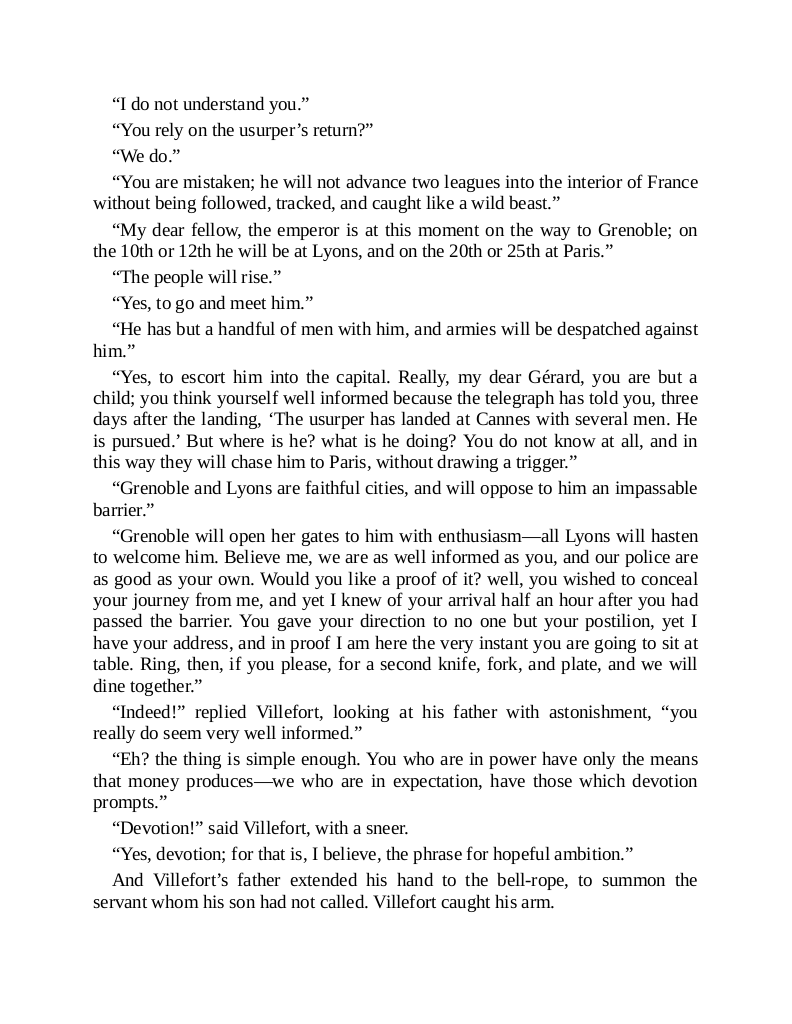 “I do not understand you.”
“You rely on the usurper’s return?”
“We do.”
“You are mistaken; he will not advance two leagues into the interior of France
without being followed, tracked, and caught like a wild beast.”
“My dear fellow, the emperor is at this moment on the way to Grenoble; on
the 10th or 12th he will be at Lyons, and on the 20th or 25th at Paris.”
“The people will rise.”
“Yes, to go and meet him.”
“He has but a handful of men with him, and armies will be despatched against
him.”
“Yes, to escort him into the capital. Really, my dear Gérard, you are but a
child; you think yourself well informed because the telegraph has told you, three
days after the landing, ‘The usurper has landed at Cannes with several men. He
is pursued.’ But where is he? what is he doing? You do not know at all, and in
this way they will chase him to Paris, without drawing a trigger.”
“Grenoble and Lyons are faithful cities, and will oppose to him an impassable
barrier.”
“Grenoble will open her gates to him with enthusiasm—all Lyons will hasten
to welcome him. Believe me, we are as well informed as you, and our police are
as good as your own. Would you like a proof of it? well, you wished to conceal
your journey from me, and yet I knew of your arrival half an hour after you had
passed the barrier. You gave your direction to no one but your postilion, yet I
have your address, and in proof I am here the very instant you are going to sit at
table. Ring, then, if you please, for a second knife, fork, and plate, and we will
dine together.”
“Indeed!” replied Villefort, looking at his father with astonishment, “you
really do seem very well informed.”
“Eh? the thing is simple enough. You who are in power have only the means
that money produces—we who are in expectation, have those which devotion
prompts.”
“Devotion!” said Villefort, with a sneer.
“Yes, devotion; for that is, I believe, the phrase for hopeful ambition.”
And Villefort’s father extended his hand to the bell-rope, to summon the
servant whom his son had not called. Villefort caught his arm.